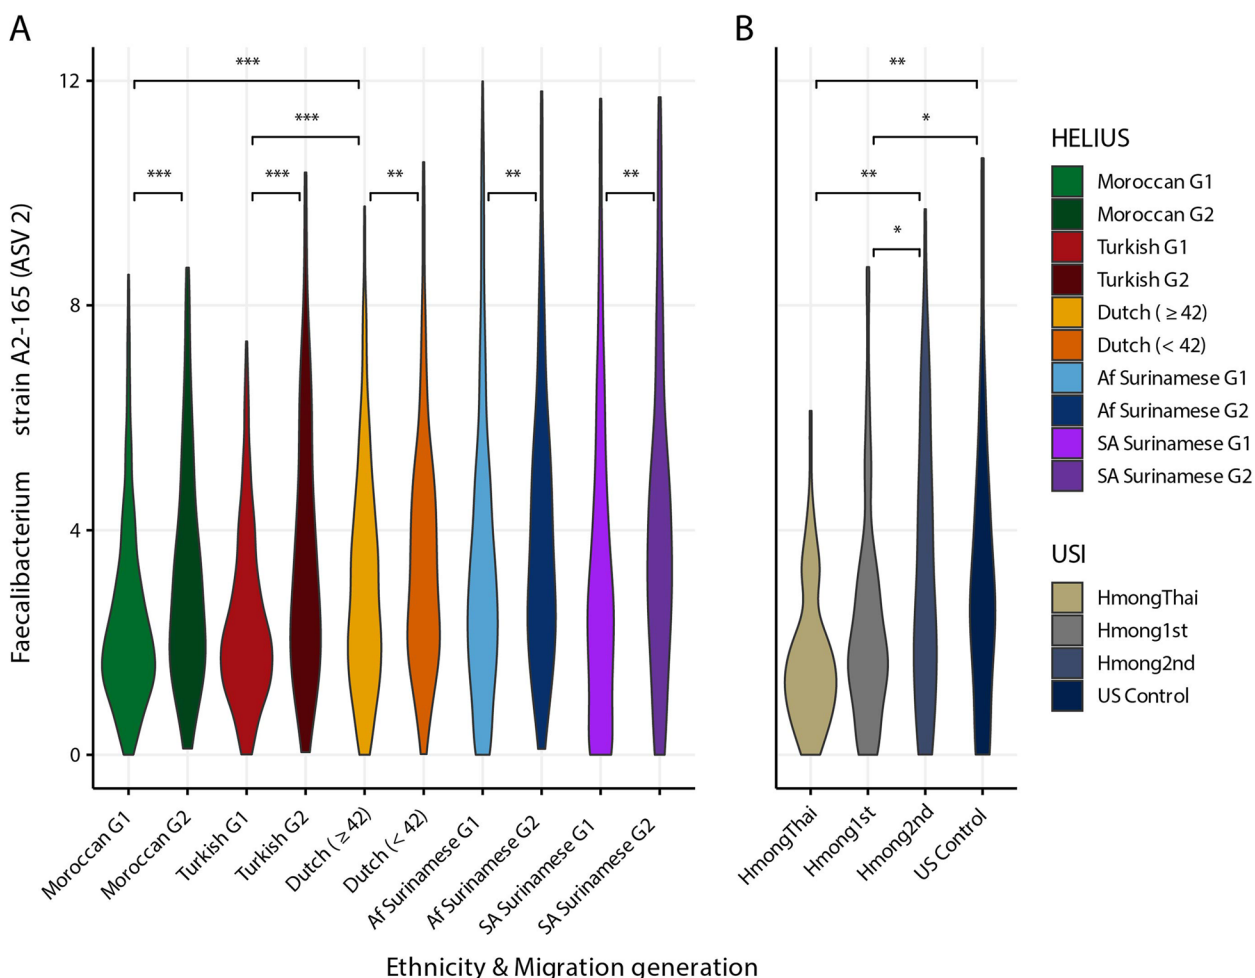 A
B
***
***
***
***
**
**
**
**
*
**
*
12
8
4
0
Faecalibacterium strain A2-165 (ASV 2)
Moroccan G1
Moroccan G2
Turkish G1
Turkish G2
Dutch ( ≥ 42)
Dutch (< 42)
Af Surinamese G1
Af Surinamese G2
SA Surinamese G1
SA Surinamese G2
HmongThai
Hmong1st
Hmong2nd
US Control
Ethnicity & Migration generation
HELIUS
Moroccan G1
Moroccan G2
Turkish G1
Turkish G2
Dutch ( ≥ 42)
Dutch (< 42)
Af Surinamese G1
Af Surinamese G2
SA Surinamese G1
SA Surinamese G2
USI
HmongThai
Hmong1st
Hmong2nd
US Control